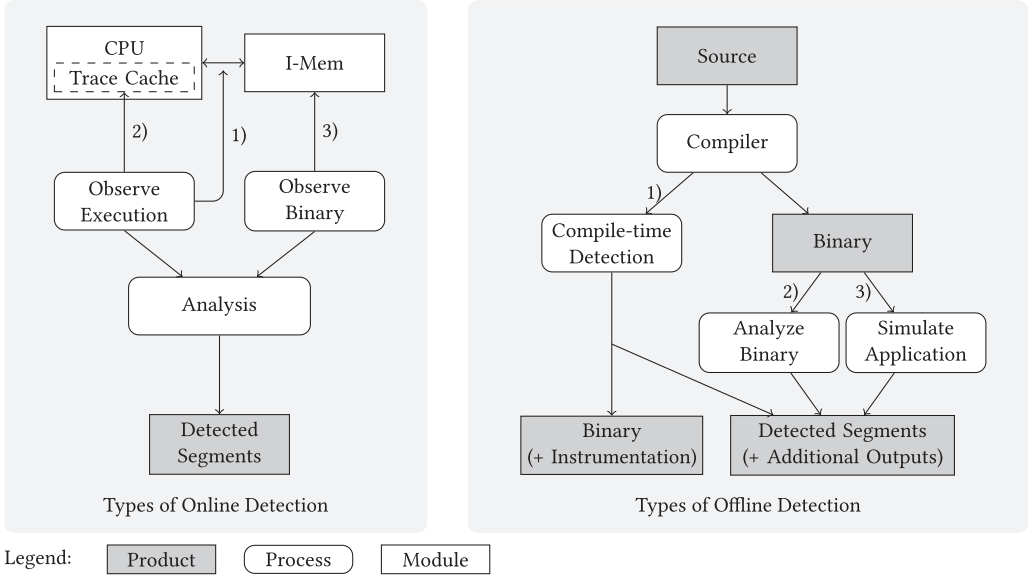 CPU
Trace Cache
I-Mem
2)
1)
3)
Observe
Execution
Observe
Binary
Analysis
Detected
Segments
Types of Online Detection
Source
Compiler
1)
Compile-time
Detection
Binary
2)
3)
Analyze
Binary
Simulate
Application
Binary
(+ Instrumentation)
Detected Segments
(+ Additional Outputs)
Types of Offline Detection
Legend:
Product
Process
Module